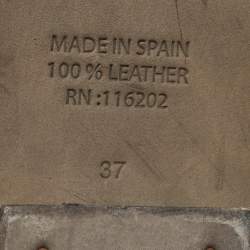 MADE IN SPAIN
100 % LEATHER
RN :116202
37